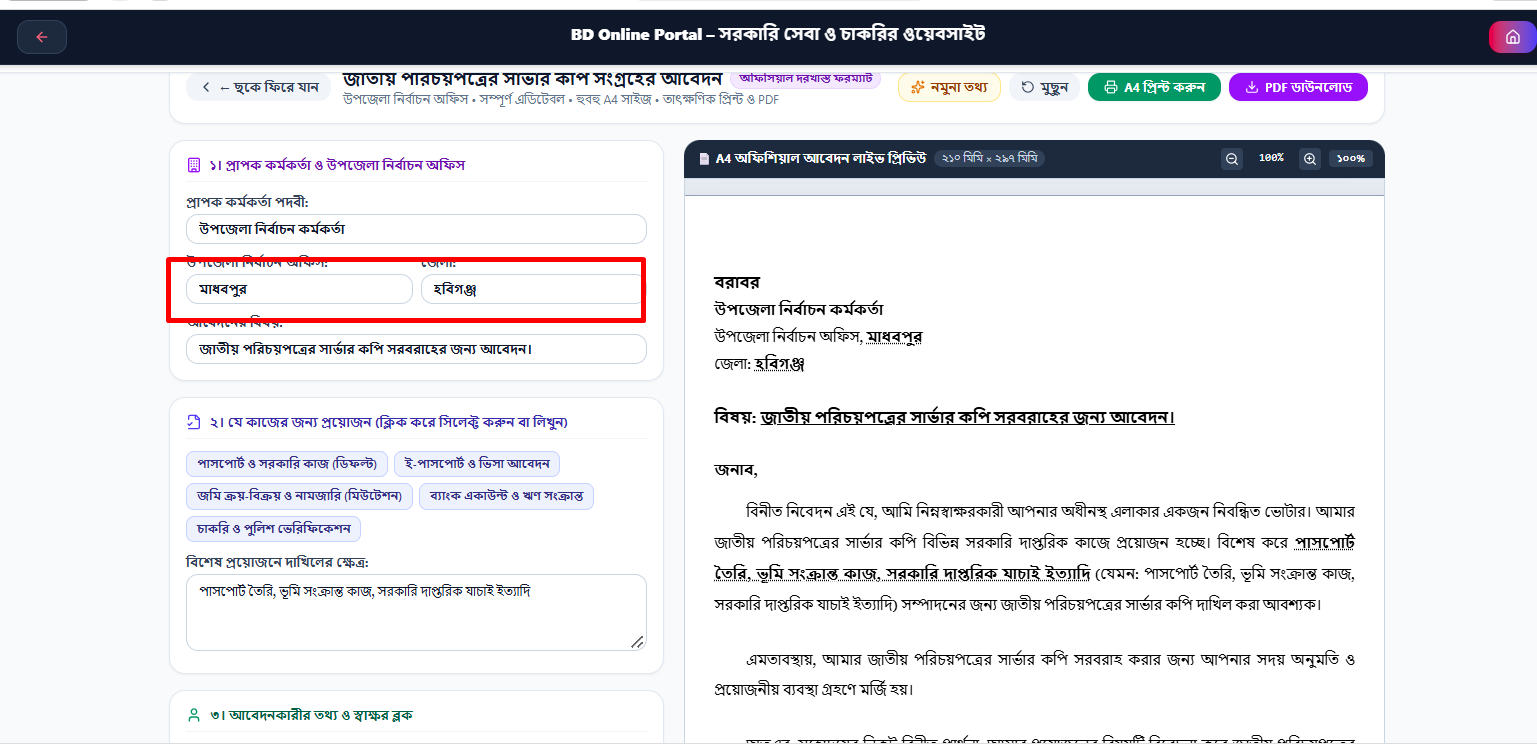 BD Online Portal – সরকারি সেবা ও চাকরির ওয়েবসাইট
← ছকে ফিরে যান
জাতীয় পরিচয়পত্রের সার্ভার কপি সংগ্রহের আবেদন
অফিসিয়াল দরখাস্ত ফরম্যাট
উপজেলা নির্বাচন অফিস • সম্পূর্ণ এডিটেবল • হুবহু A4 সাইজ • তাৎক্ষণিক প্রিন্ট ও PDF
নমুনা তথ্য
মুছুন
A4 প্রিন্ট করুন
PDF ডাউনলোড
১। প্রাপক কর্মকর্তা ও উপজেলা নির্বাচন অফিস
প্রাপক কর্মকর্তা পদবী:
উপজেলা নির্বাচন কর্মকর্তা
উপজেলা নির্বাচন অফিস: জেলা:
মাধবপুর হবিগঞ্জ
আবেদনের বিষয়:
জাতীয় পরিচয়পত্রের সার্ভার কপি সরবরাহের জন্য আবেদন।
২। যে কাজের জন্য প্রয়োজন (ক্লিক করে সিলেক্ট করুন বা লিখুন)
পাসপোর্ট ও সরকারি কাজ (ডিফল্ট) ই-পাসপোর্ট ও ভিসা আবেদন
জমি ক্রয়-বিক্রয় ও নামজারি (মিউটেশন) ব্যাংক একাউন্ট ও ঋণ সংক্রান্ত
চাকরি ও পুলিশ ভেরিফিকেশন
বিশেষ প্রয়োজনে দাখিলের ক্ষেত্র:
পাসপোর্ট তৈরি, ভূমি সংক্রান্ত কাজ, সরকারি দাপ্তরিক যাচাই ইত্যাদি
৩। আবেদনকারীর তথ্য ও স্বাক্ষর ব্লক
A4 অফিশিয়াল আবেদন লাইভ প্রিভিউ ২১০ মিমি × ২৯৭ মিমি 100% ১০০%
বরাবর
উপজেলা নির্বাচন কর্মকর্তা
উপজেলা নির্বাচন অফিস, মাধবপুর
জেলা: হবিগঞ্জ
বিষয়: জাতীয় পরিচয়পত্রের সার্ভার কপি সরবরাহের জন্য আবেদন।
জনাব,
বিনীত নিবেদন এই যে, আমি নিম্নস্বাক্ষরকারী আপনার অধীনস্থ এলাকার একজন নিবন্ধিত ভোটার। আমার
জাতীয় পরিচয়পত্রের সার্ভার কপি বিভিন্ন সরকারি দাপ্তরিক কাজে প্রয়োজন হচ্ছে। বিশেষ করে পাসপোর্ট
তৈরি, ভূমি সংক্রান্ত কাজ, সরকারি দাপ্তরিক যাচাই ইত্যাদি (যেমন: পাসপোর্ট তৈরি, ভূমি সংক্রান্ত কাজ,
সরকারি দাপ্তরিক যাচাই ইত্যাদি) সম্পাদনের জন্য জাতীয় পরিচয়পত্রের সার্ভার কপি দাখিল করা আবশ্যক।
এমতাবস্থায়, আমার জাতীয় পরিচয়পত্রের সার্ভার কপি সরবরাহ করার জন্য আপনার সদয় অনুমতি ও
প্রয়োজনীয় ব্যবস্থা গ্রহণে মর্জি হয়।